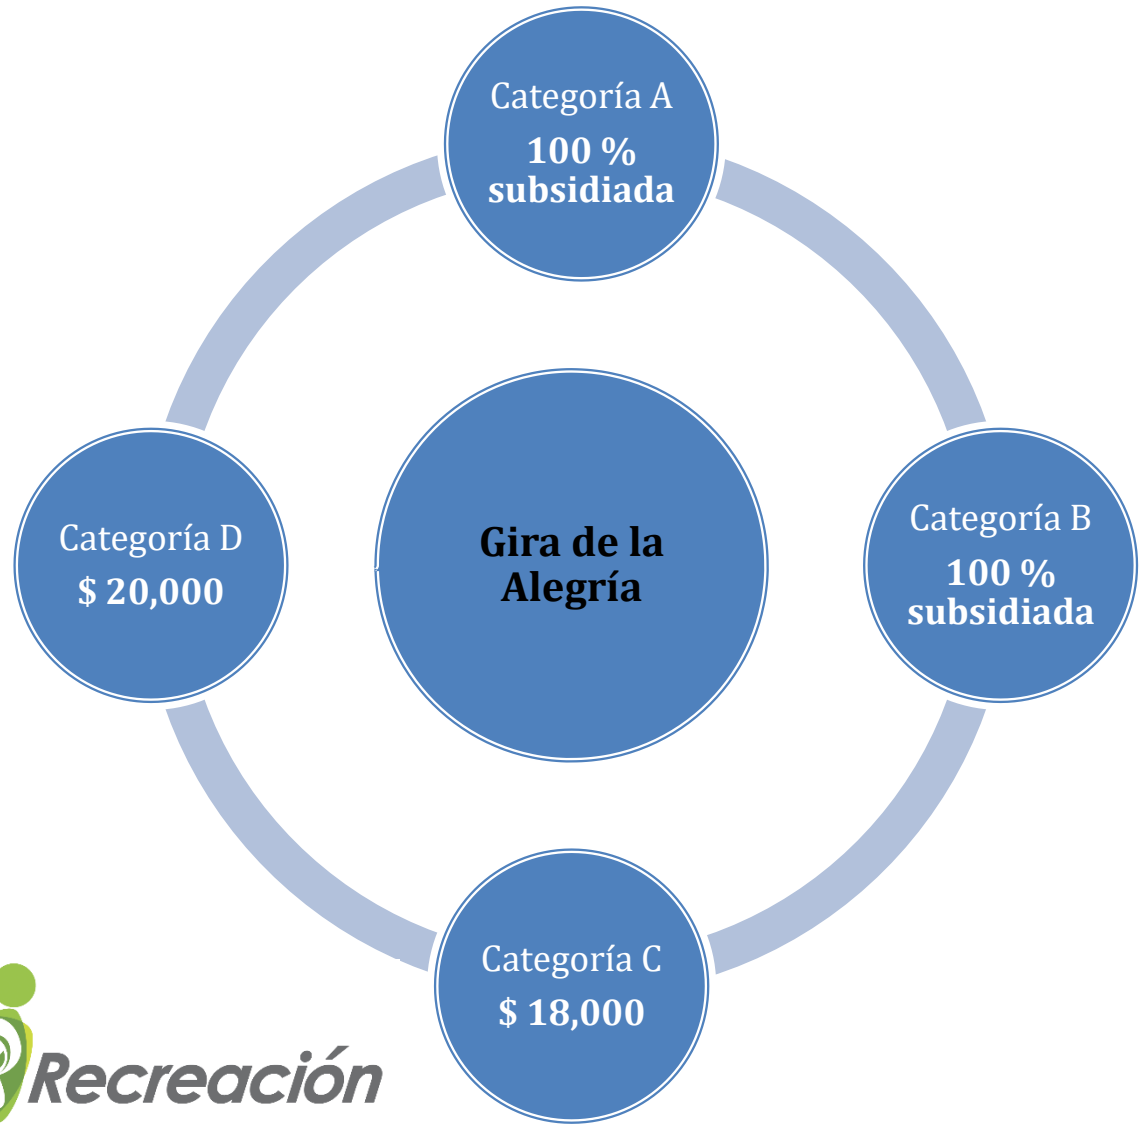 Categoría A
100 %
subsidiada
Categoría B
100 %
subsidiada
Gira de la
Alegría
Categoría D
$ 20,000
Categoría C
$ 18,000
Recreación